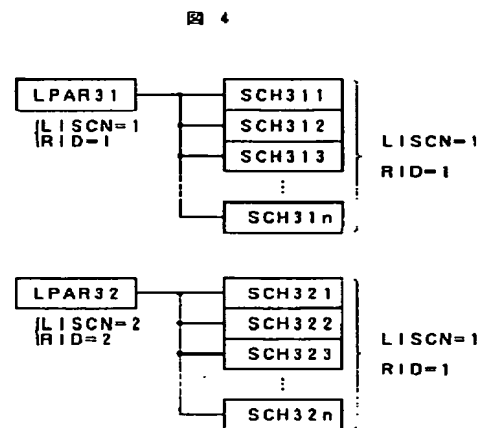 図 4
LPAR31
LISCN=1
RID=1
SCH311
SCH312
SCH313
⋮
SCH31n
LISCN=1
RID=1
LPAR32
LISCN=2
RID=2
SCH321
SCH322
SCH323
⋮
SCH32n
LISCN=1
RID=1